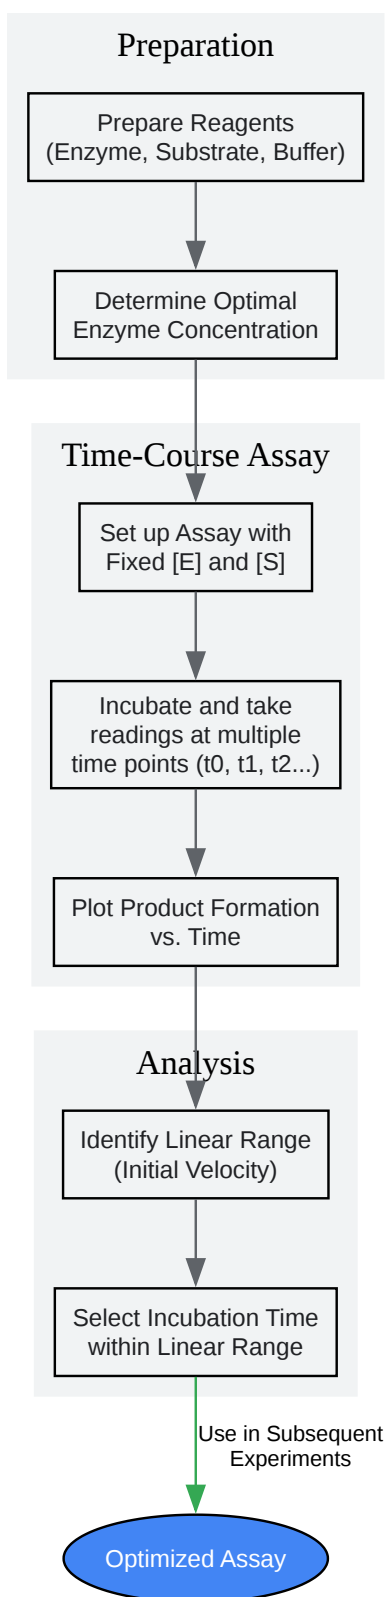 Preparation
Prepare Reagents
(Enzyme, Substrate, Buffer)
Determine Optimal
Enzyme Concentration
Time-Course Assay
Set up Assay with
Fixed [E] and [S]
Incubate and take
readings at multiple
time points (t0, t1, t2...)
Plot Product Formation
vs. Time
Analysis
Identify Linear Range
(Initial Velocity)
Select Incubation Time
within Linear Range
Use in Subsequent
Experiments
Optimized Assay